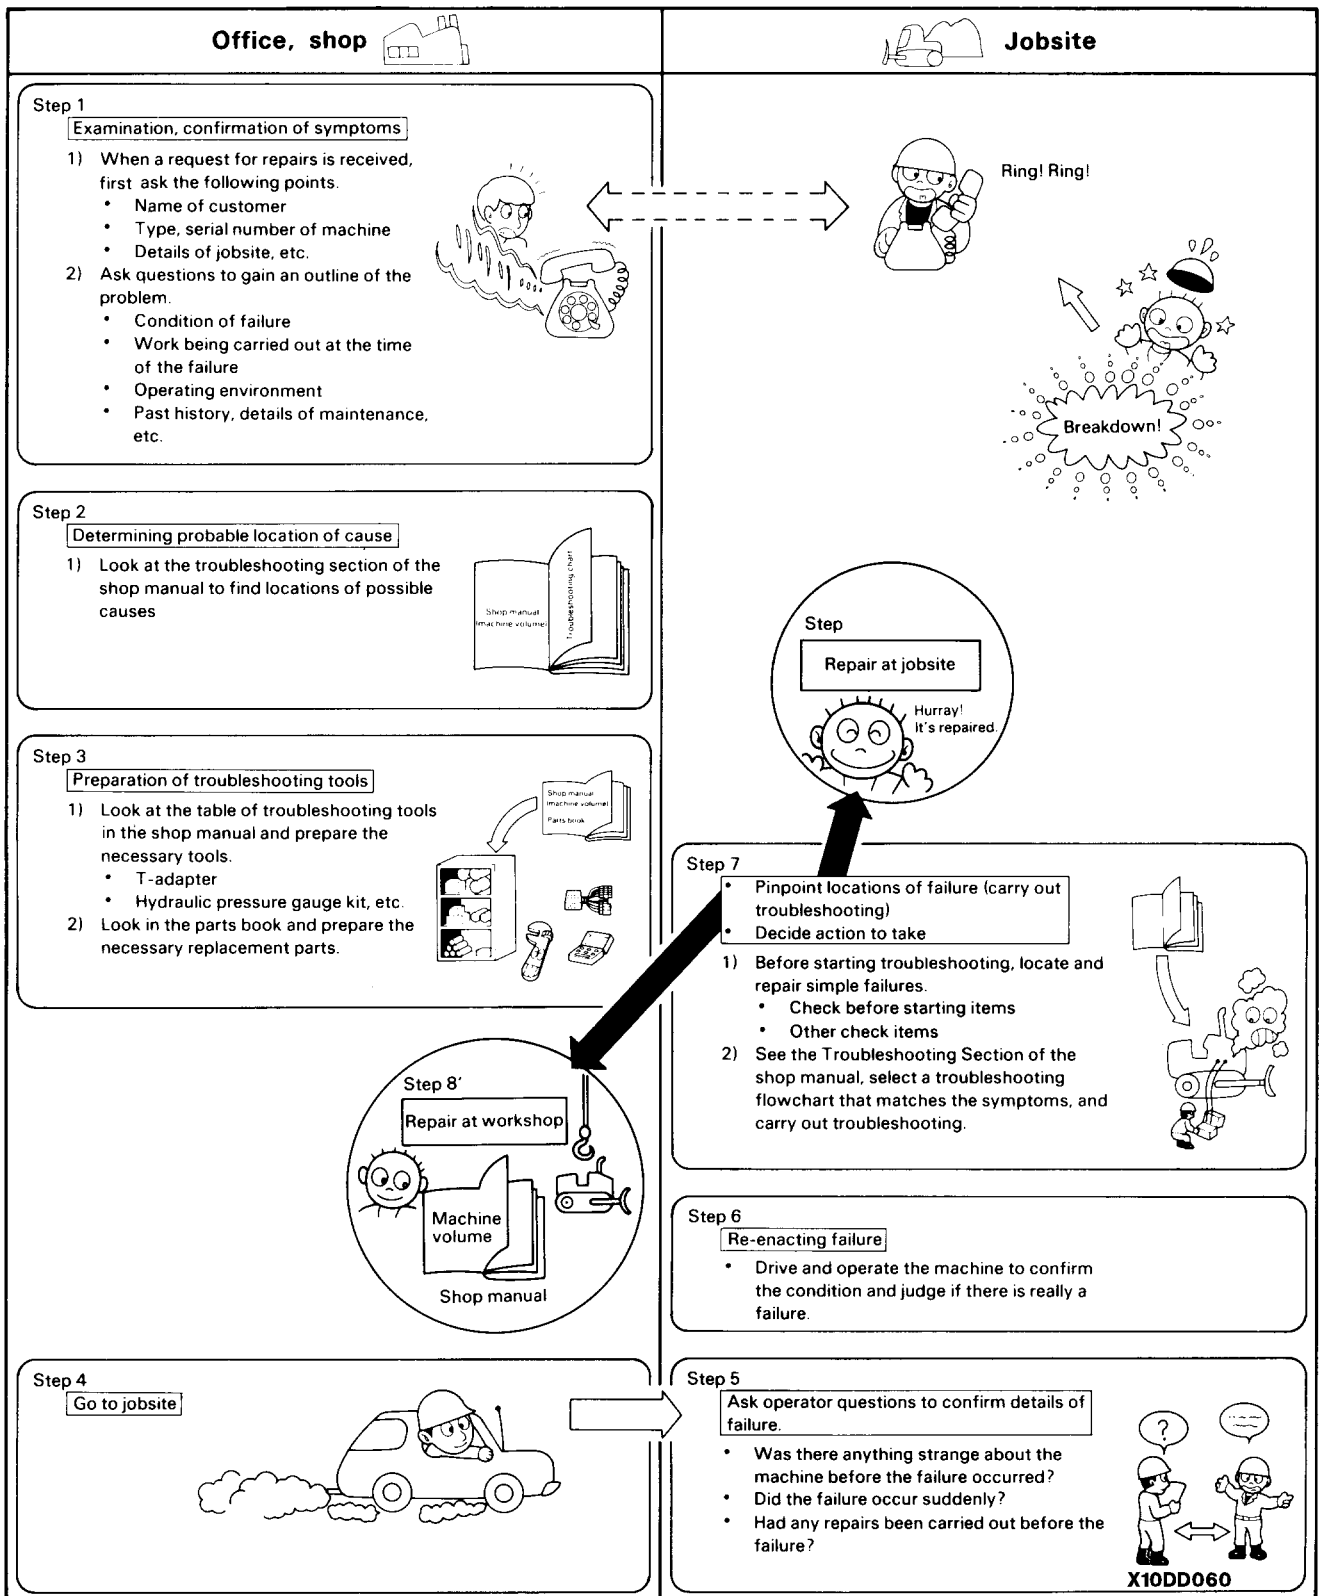 Office, shop
Jobsite
Step 1
Examination, confirmation of symptoms
1) When a request for repairs is received,
first ask the following points.
• Name of customer
• Type, serial number of machine
• Details of jobsite, etc.
2) Ask questions to gain an outline of the
problem.
• Condition of failure
• Work being carried out at the time
of the failure
• Operating environment
• Past history, details of maintenance,
etc.
Ring! Ring!
Breakdown!
Step 2
Determining probable location of cause
1) Look at the troubleshooting section of the
shop manual to find locations of possible
causes
Shop manual
(machine volume)
Troubleshooting chart
Step
Repair at jobsite
Hurray!
It's repaired.
Step 3
Preparation of troubleshooting tools
1) Look at the table of troubleshooting tools
in the shop manual and prepare the
necessary tools.
• T-adapter
• Hydraulic pressure gauge kit, etc.
2) Look in the parts book and prepare the
necessary replacement parts.
Shop manual
(machine volume)
Parts book
Step 7
• Pinpoint locations of failure (carry out
troubleshooting)
• Decide action to take
1) Before starting troubleshooting, locate and
repair simple failures.
• Check before starting items
• Other check items
2) See the Troubleshooting Section of the
shop manual, select a troubleshooting
flowchart that matches the symptoms, and
carry out troubleshooting.
Step 8'
Repair at workshop
Machine
volume
Shop manual
Step 6
Re-enacting failure
• Drive and operate the machine to confirm
the condition and judge if there is really a
failure.
Step 4
Go to jobsite
Step 5
Ask operator questions to confirm details of
failure.
• Was there anything strange about the
machine before the failure occurred?
• Did the failure occur suddenly?
• Had any repairs been carried out before the
failure?
?
X10DD060